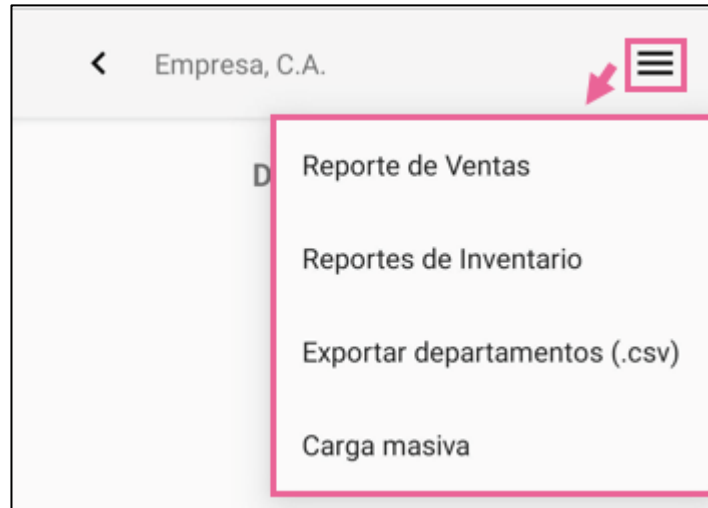 Empresa, C.A.
D
Reporte de Ventas
Reportes de Inventario
Exportar departamentos (.csv)
Carga masiva